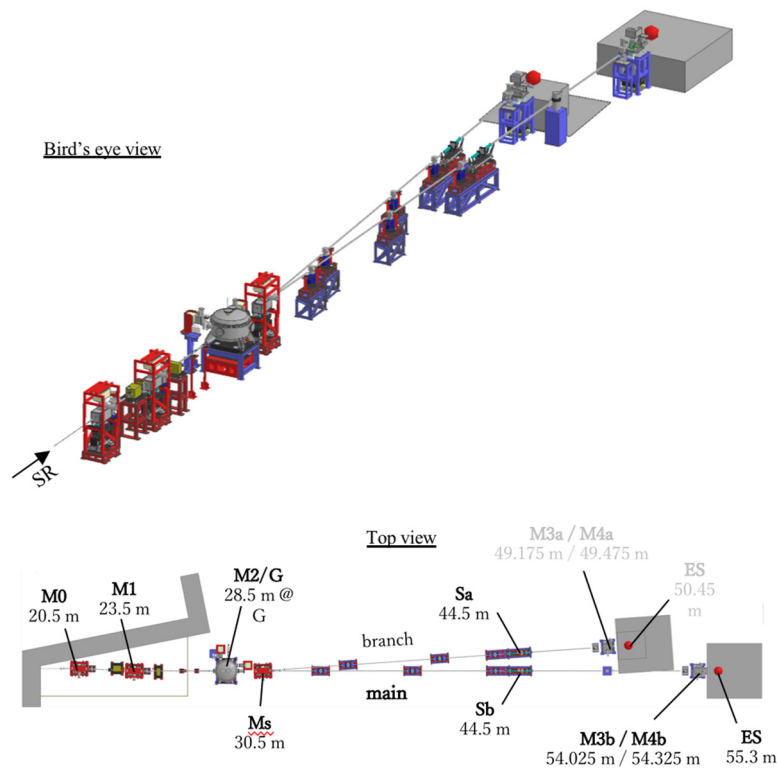 Bird's eye view
SR
Top view
M3a / M4a
49.175 m / 49.475 m
M0
20.5 m
M1
23.5 m
M2/G
28.5 m @
G
Sa
44.5 m
ES
50.45
m
branch
main
Ms
30.5 m
Sb
44.5 m
M3b / M4b
54.025 m / 54.325 m
ES
55.3 m